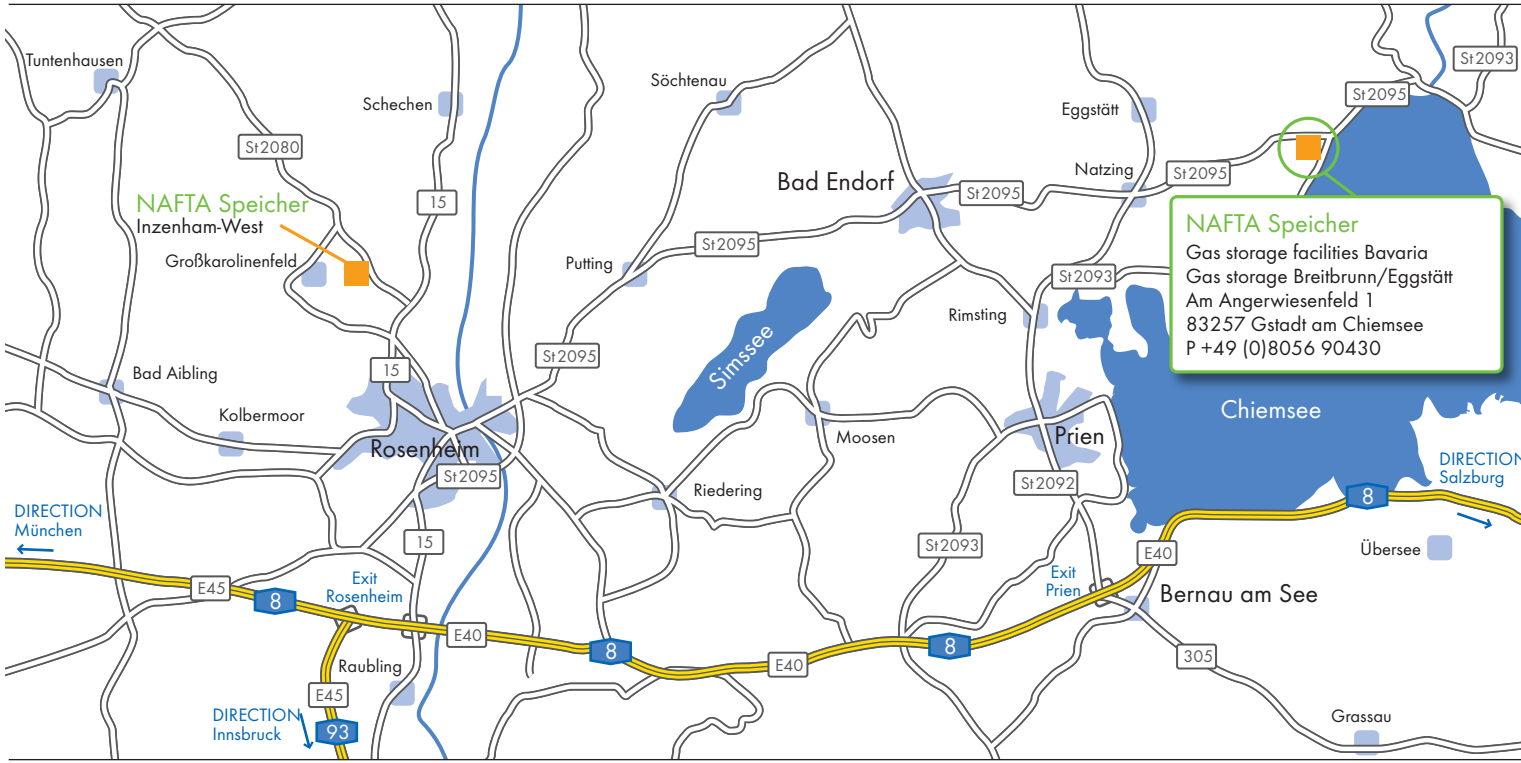 Tuntenhausen
Schechen
Söchtenau
Eggstätt
St2093
St2095
St2080
Natzing
St2095
Bad Endorf
St2095
15
NAFTA Speicher
Inzenham-West
Großkarolinenfeld
St2095
Putting
St2093
NAFTA Speicher
Gas storage facilities Bavaria
Gas storage Breitbrunn/Eggstätt
Am Angerwiesenfeld 1
83257 Gstadt am Chiemsee
P +49 (0)8056 90430
Rimsting
Simssee
St2095
15
Bad Aibling
Kolbermoor
Rosenheim
St2095
Moosen
Prien
Chiemsee
Riedering
St2092
DIRECTION
Salzburg
8
DIRECTION
München
15
St2093
E40
Übersee
Exit
Rosenheim
Exit
Prien
E45
8
E40
8
E40
8
Bernau am See
305
Raubling
E45
DIRECTION
Innsbruck
93
Grassau